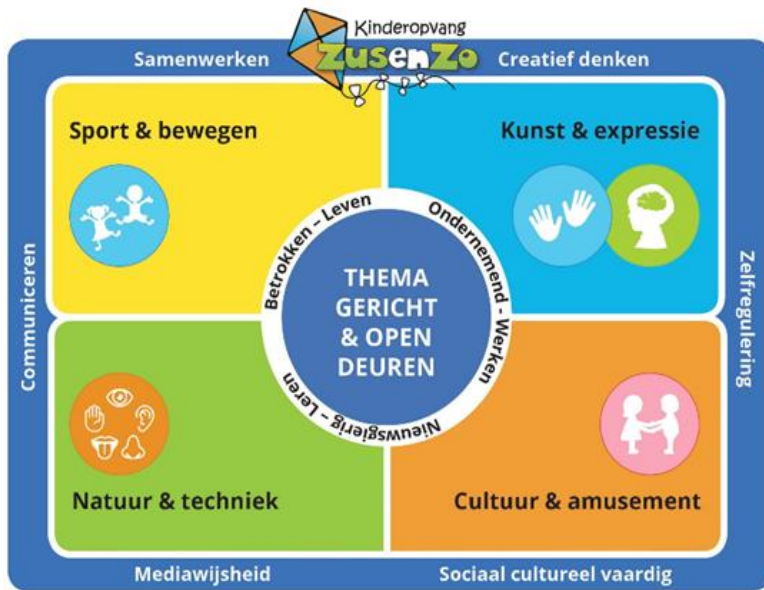 Kinderopvang
ZusenZo
Samenwerken
Creatief denken
Sport & bewegen
Kunst & expressie
Communiceren
Zelfregulering
Betrokken – Leven
Ondernemend - Werken
Nieuwsgierig – Leren
THEMA
GERICHT
& OPEN
DEUREN
Natuur & techniek
Cultuur & amusement
Mediawijsheid
Sociaal cultureel vaardig